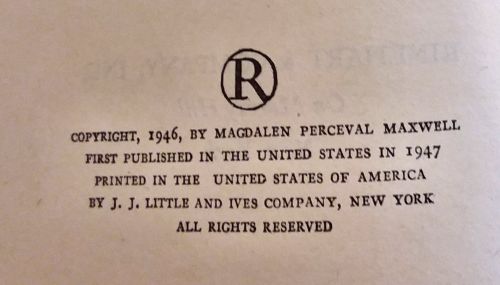 R
COPYRIGHT, 1946, BY MAGDALEN PERCEVAL MAXWELL
FIRST PUBLISHED IN THE UNITED STATES IN 1947
PRINTED IN THE UNITED STATES OF AMERICA
BY J. J. LITTLE AND IVES COMPANY, NEW YORK
ALL RIGHTS RESERVED